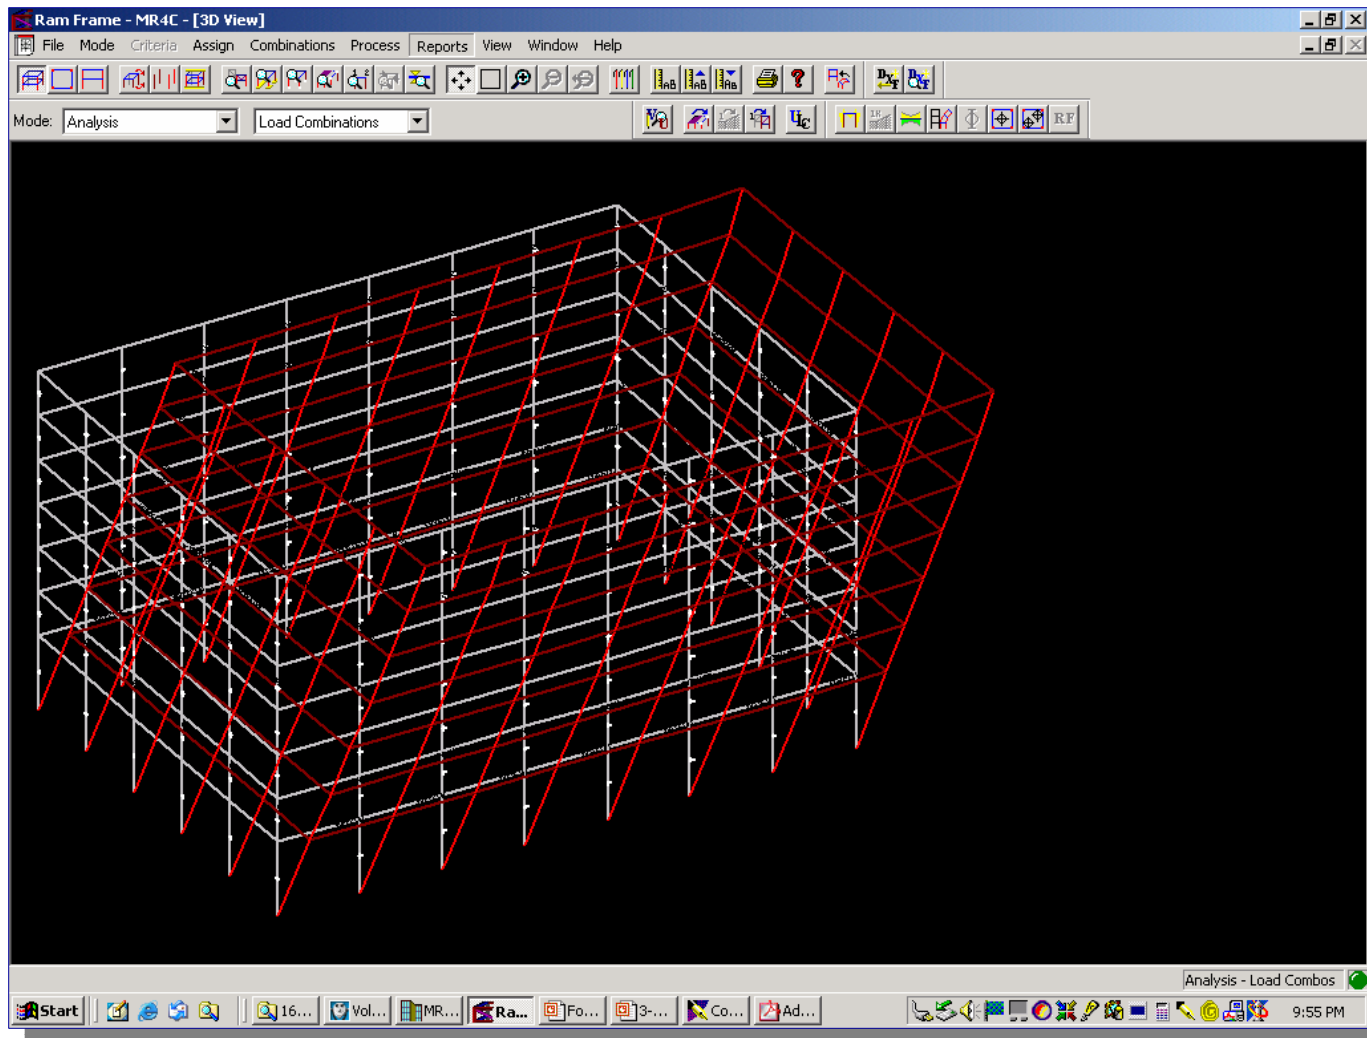 Ram Frame - MR4C - [3D View]
File Mode Criteria Assign Combinations Process Reports View Window Help
Mode: Analysis Load Combinations
RF
Analysis - Load Combos
Start 16... Vol... MR... Ra... Fo... 3-... Co... Ad... 9:55 PM